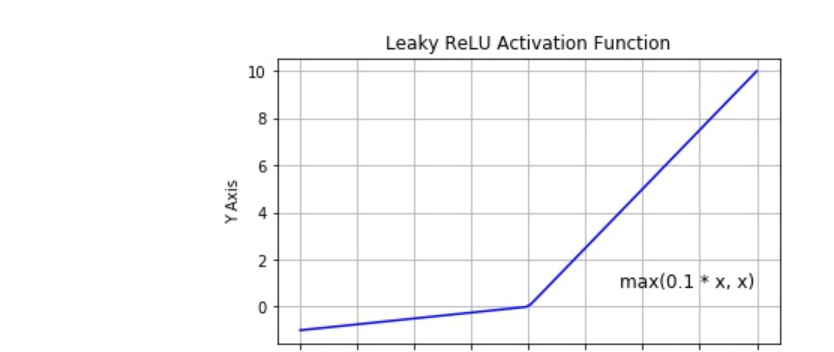 Leaky ReLU Activation Function
10
8
6
4
2
0
Y Axis
max(0.1 * x, x)